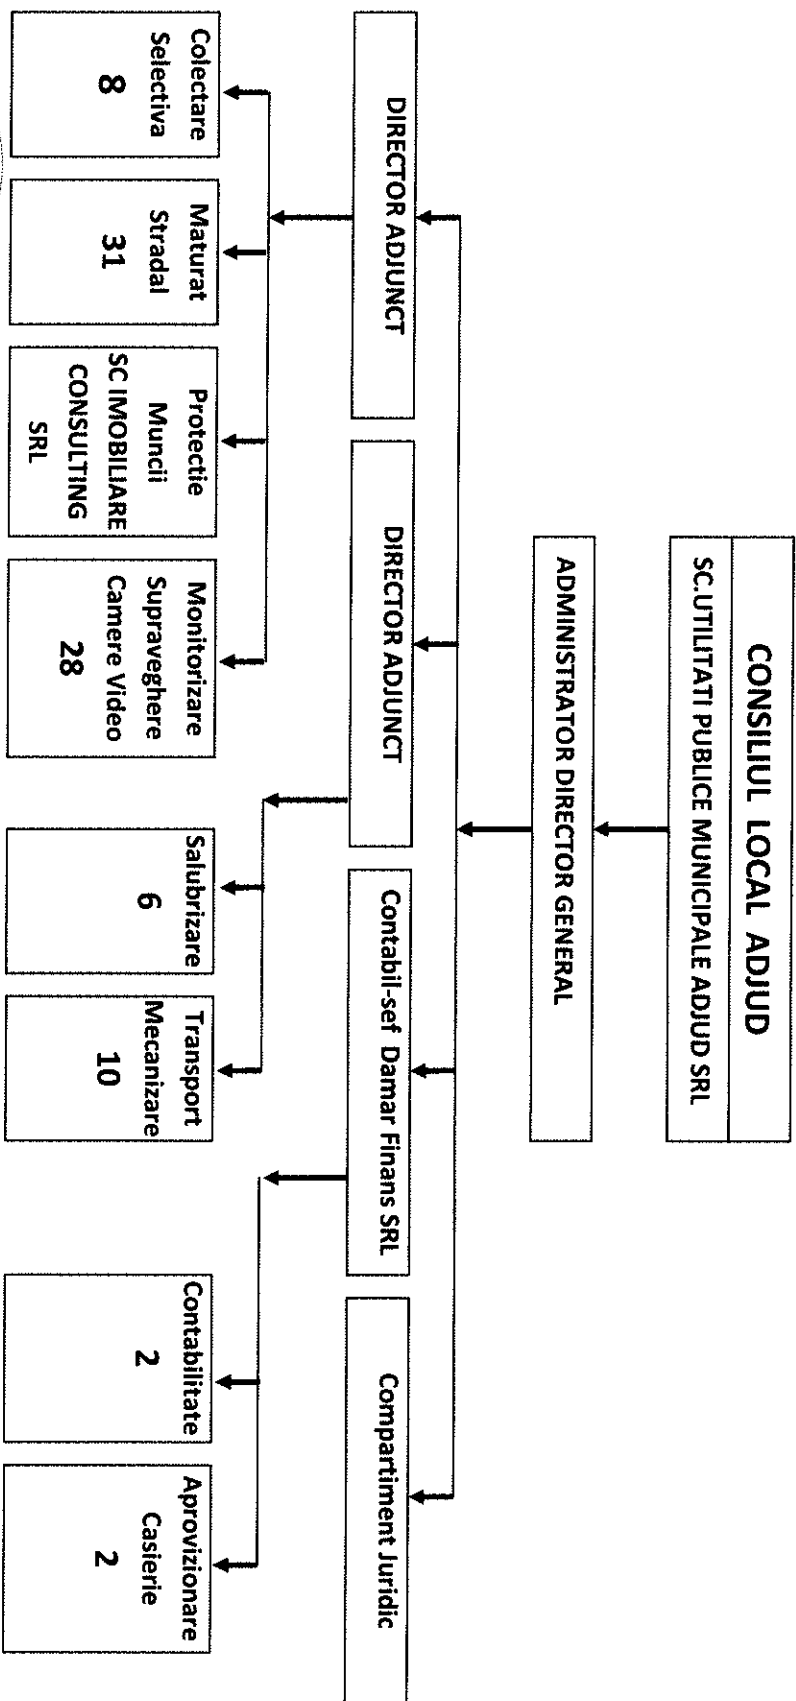 CONSILIUL LOCAL ADJUD
SC.UTILITATI PUBLICE MUNICIPALE ADJUD SRL
ADMINISTRATOR DIRECTOR GENERAL
DIRECTOR ADJUNCT
DIRECTOR ADJUNCT
Contabil-sef Damar Finans SRL
Compartiment Juridic
Colectare
Selectiva
8
Maturat
Stradal
31
Protectie
Muncii
SC IMOBILIARE
CONSULTING
SRL
Monitorizare
Supraveghere
Camere Video
28
Salubrizare
6
Transport
Mecanizare
10
Contabilitate
2
Aprovizionare
Casierie
2